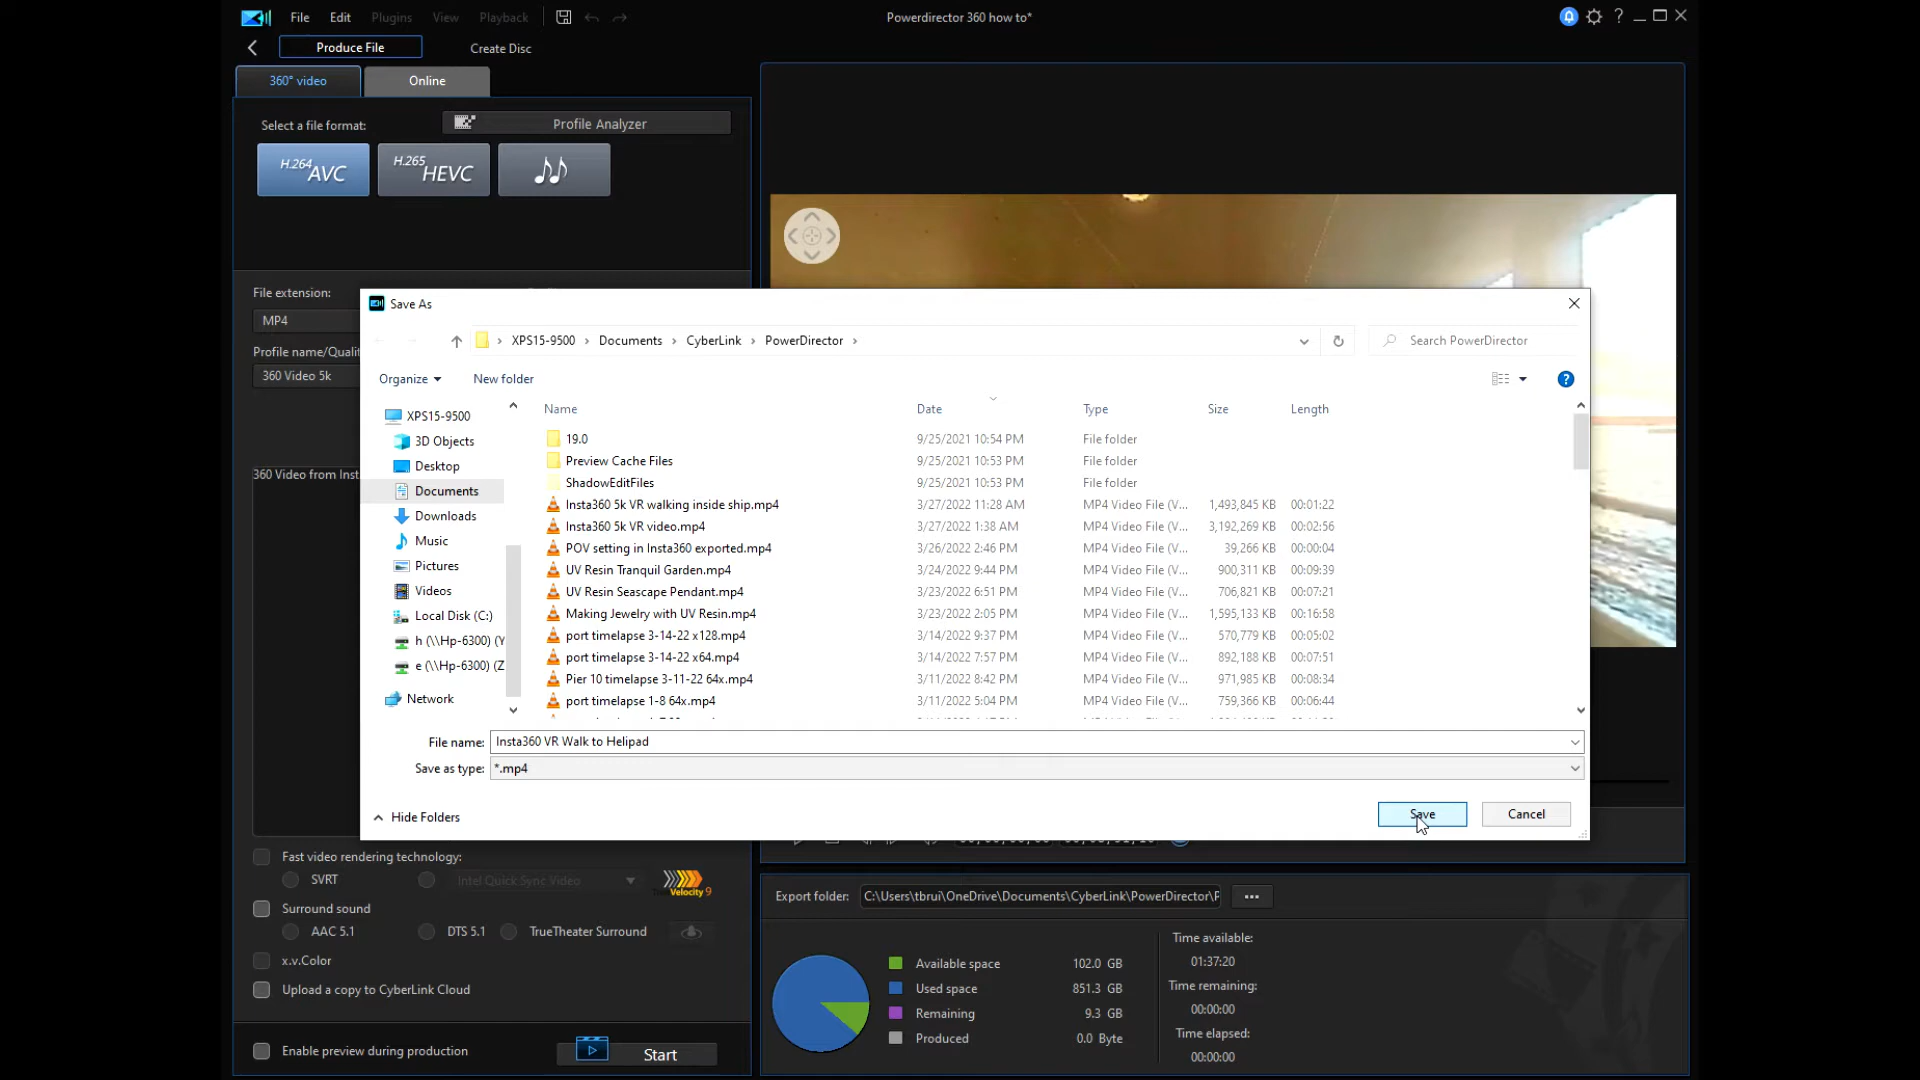 File Edit Plugins View Playback
Powerdirector 360 how to*
Produce File Create Disc
360° video Online
Select a file format: Profile Analyzer
H.264 AVC H.265 HEVC
File extension:
MP4
Profile name/Qualit
360 Video 5k
360 Video from Inst
Save As
XPS15-9500 › Documents › CyberLink › PowerDirector ›
Search PowerDirector
Organize New folder
XPS15-9500
3D Objects
Desktop
Documents
Downloads
Music
Pictures
Videos
Local Disk (C:)
h (\\Hp-6300) (Y
e (\\Hp-6300) (Z
Network
Name Date Type Size Length
19.0 9/25/2021 10:54 PM File folder
Preview Cache Files 9/25/2021 10:53 PM File folder
ShadowEditFiles 9/25/2021 10:53 PM File folder
Insta360 5k VR walking inside ship.mp4 3/27/2022 11:28 AM MP4 Video File (V... 1,493,845 KB 00:01:22
Insta360 5k VR video.mp4 3/27/2022 1:38 AM MP4 Video File (V... 3,192,269 KB 00:02:56
POV setting in Insta360 exported.mp4 3/26/2022 2:46 PM MP4 Video File (V... 39,266 KB 00:00:04
UV Resin Tranquil Garden.mp4 3/24/2022 9:44 PM MP4 Video File (V... 900,311 KB 00:09:39
UV Resin Seascape Pendant.mp4 3/23/2022 6:51 PM MP4 Video File (V... 706,821 KB 00:07:21
Making Jewelry with UV Resin.mp4 3/23/2022 2:05 PM MP4 Video File (V... 1,595,133 KB 00:16:58
port timelapse 3-14-22 x128.mp4 3/14/2022 9:37 PM MP4 Video File (V... 570,779 KB 00:05:02
port timelapse 3-14-22 x64.mp4 3/14/2022 7:57 PM MP4 Video File (V... 892,188 KB 00:07:51
Pier 10 timelapse 3-11-22 64x.mp4 3/11/2022 8:42 PM MP4 Video File (V... 971,985 KB 00:08:34
port timelapse 1-8 64x.mp4 3/11/2022 5:04 PM MP4 Video File (V... 759,366 KB 00:06:44
File name: Insta360 VR Walk to Helipad
Save as type: *.mp4
Hide Folders Save Cancel
Fast video rendering technology:
SVRT Intel Quick Sync Video Velocity 9
Surround sound
AAC 5.1 DTS 5.1 TrueTheater Surround
x.v.Color
Upload a copy to CyberLink Cloud
Enable preview during production Start
Export folder: C:\Users\tbrui\OneDrive\Documents\CyberLink\PowerDirector\P ...
Available space 102.0 GB
Used space 851.3 GB
Remaining 9.3 GB
Produced 0.0 Byte
Time available:
01:37:20
Time remaining:
00:00:00
Time elapsed:
00:00:00